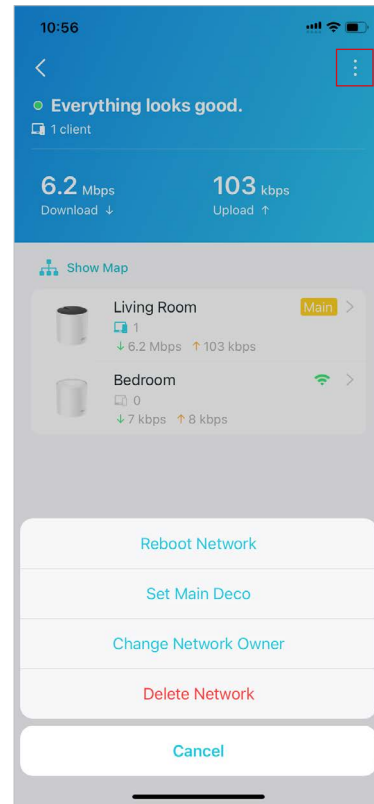 10:56
Everything looks good.
1 client
6.2 Mbps 103 kbps
Download ↓ Upload ↑
Show Map
Living Room Main
1
↓ 6.2 Mbps ↑ 103 kbps
Bedroom
0
↓ 7 kbps ↑ 8 kbps
Reboot Network
Set Main Deco
Change Network Owner
Delete Network
Cancel